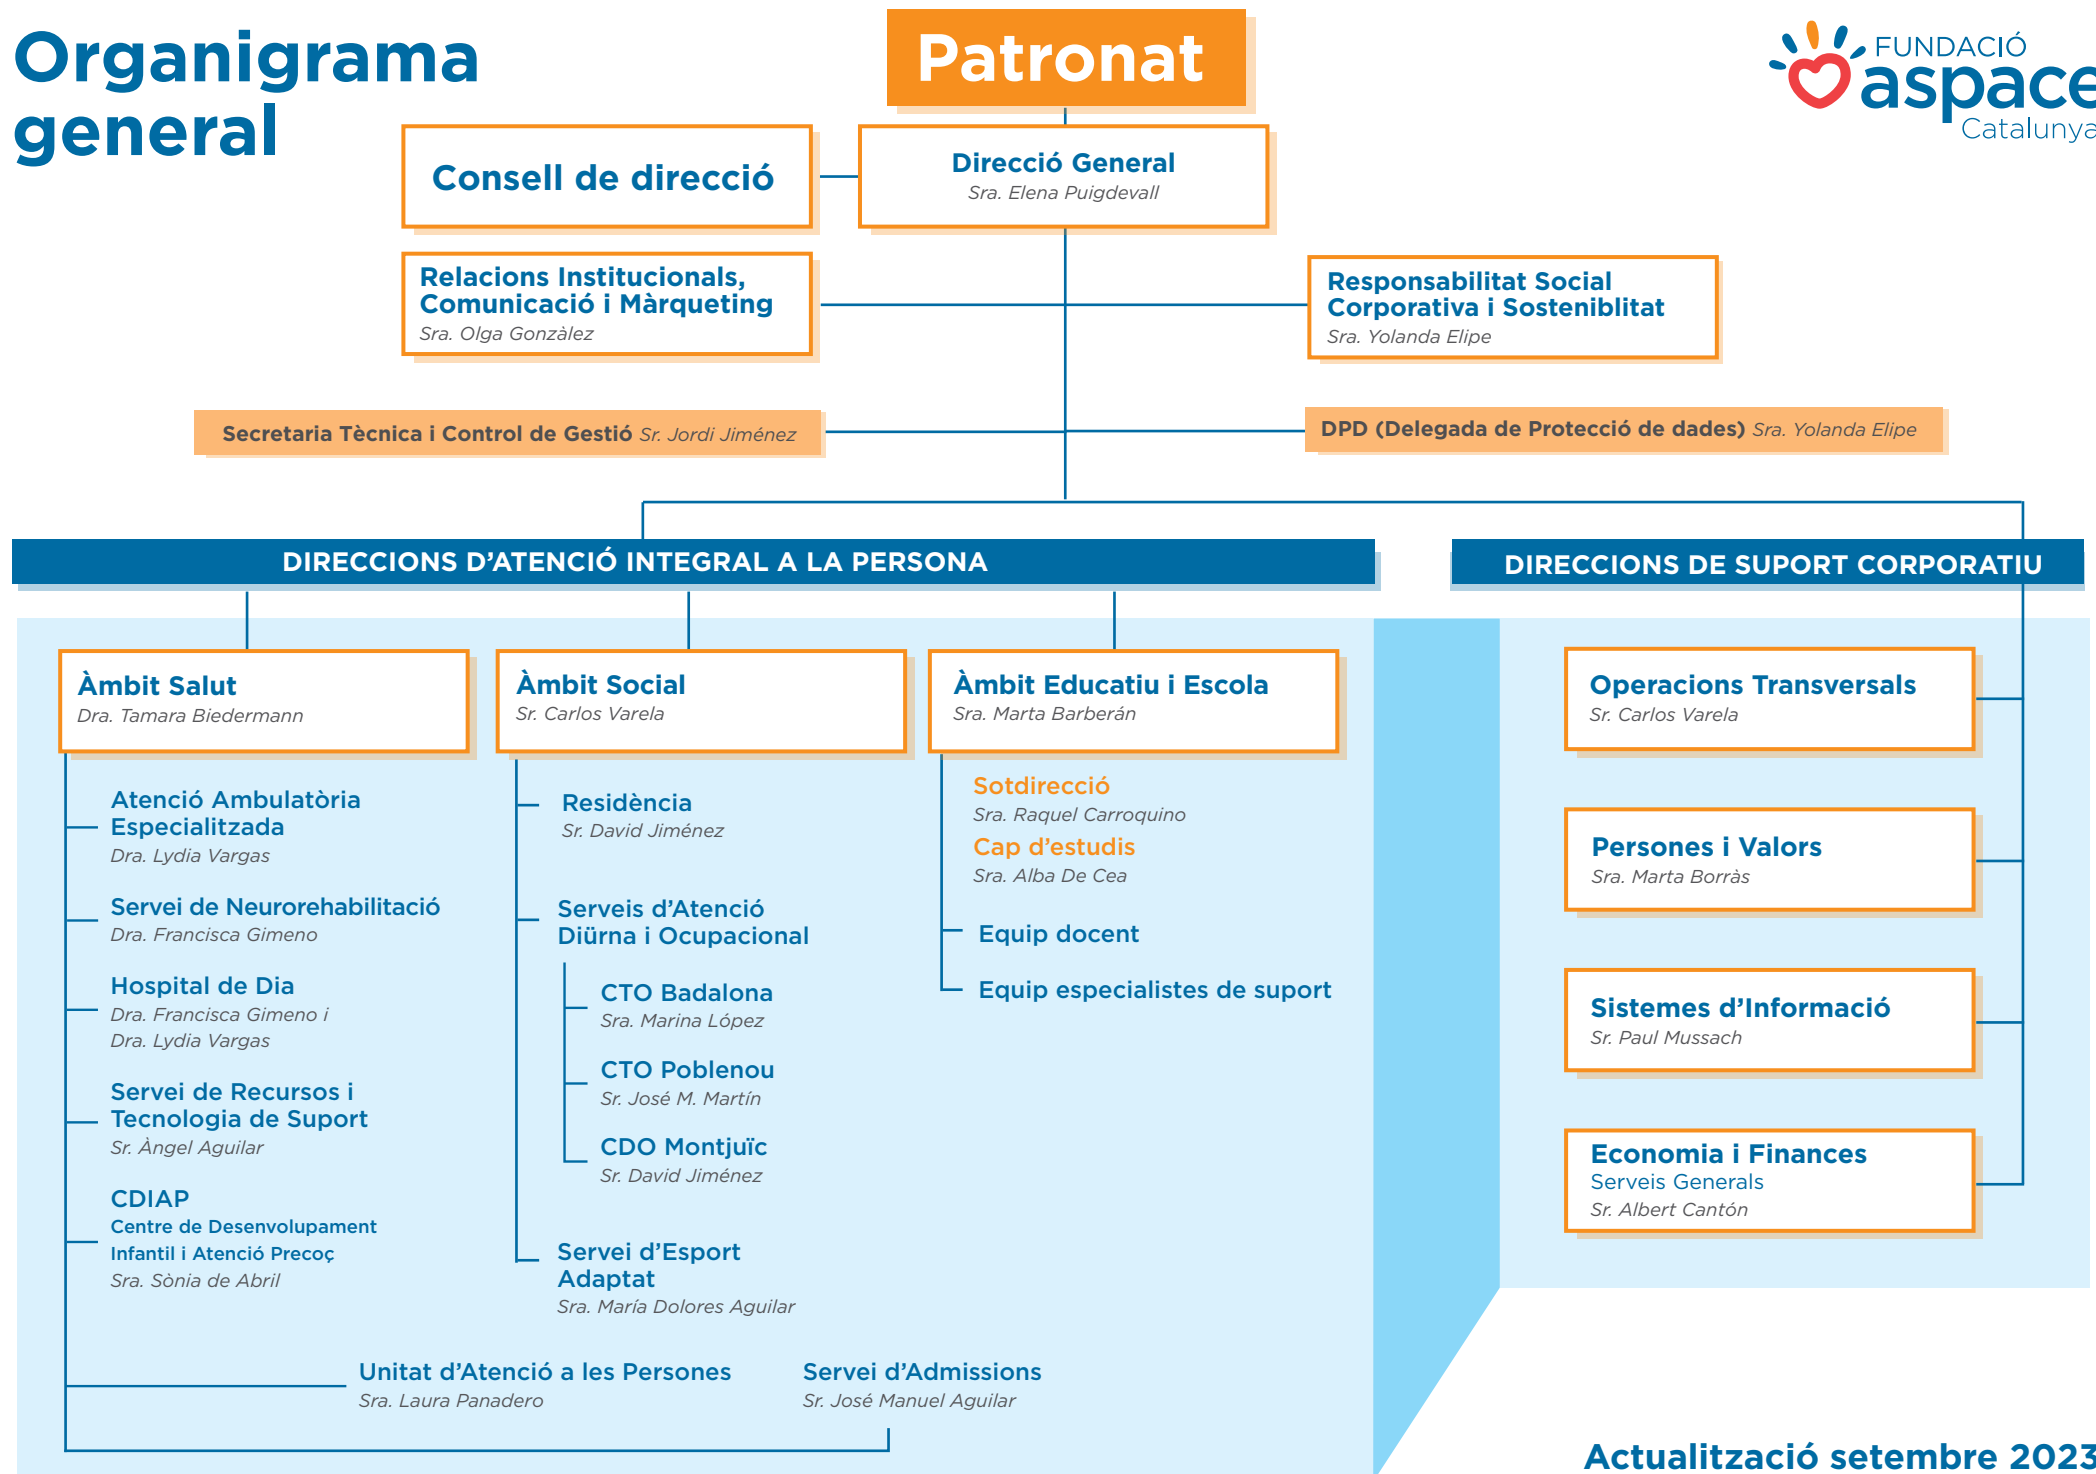 Organigrama
general
Patronat
FUNDACIÓ
aspace
Catalunya
Consell de direcció
Direcció General
Sra. Elena Puigdevall
Relacions Institucionals,
Comunicació i Màrqueting
Sra. Olga Gonzàlez
Responsabilitat Social
Corporativa i Sosteniblitat
Sra. Yolanda Elipe
Secretaria Tècnica i Control de Gestió Sr. Jordi Jiménez
DPD (Delegada de Protecció de dades) Sra. Yolanda Elipe
DIRECCIONS D'ATENCIÓ INTEGRAL A LA PERSONA
DIRECCIONS DE SUPORT CORPORATIU
Àmbit Salut
Dra. Tamara Biedermann
Atenció Ambulatòria
Especialitzada
Dra. Lydia Vargas
Servei de Neurorehabilitació
Dra. Francisca Gimeno
Hospital de Dia
Dra. Francisca Gimeno i
Dra. Lydia Vargas
Servei de Recursos i
Tecnologia de Suport
Sr. Àngel Aguilar
CDIAP
Centre de Desenvolupament
Infantil i Atenció Precoç
Sra. Sònia de Abril
Àmbit Social
Sr. Carlos Varela
Residència
Sr. David Jiménez
Serveis d'Atenció
Diürna i Ocupacional
CTO Badalona
Sra. Marina López
CTO Poblenou
Sr. José M. Martín
CDO Montjuïc
Sr. David Jiménez
Servei d'Esport
Adaptat
Sra. María Dolores Aguilar
Àmbit Educatiu i Escola
Sra. Marta Barberán
Sotdirecció
Sra. Raquel Carroquino
Cap d'estudis
Sra. Alba De Cea
Equip docent
Equip especialistes de suport
Unitat d'Atenció a les Persones
Sra. Laura Panadero
Servei d'Admissions
Sr. José Manuel Aguilar
Operacions Transversals
Sr. Carlos Varela
Persones i Valors
Sra. Marta Borràs
Sistemes d'Informació
Sr. Paul Mussach
Economia i Finances
Serveis Generals
Sr. Albert Cantón
Actualització setembre 2023